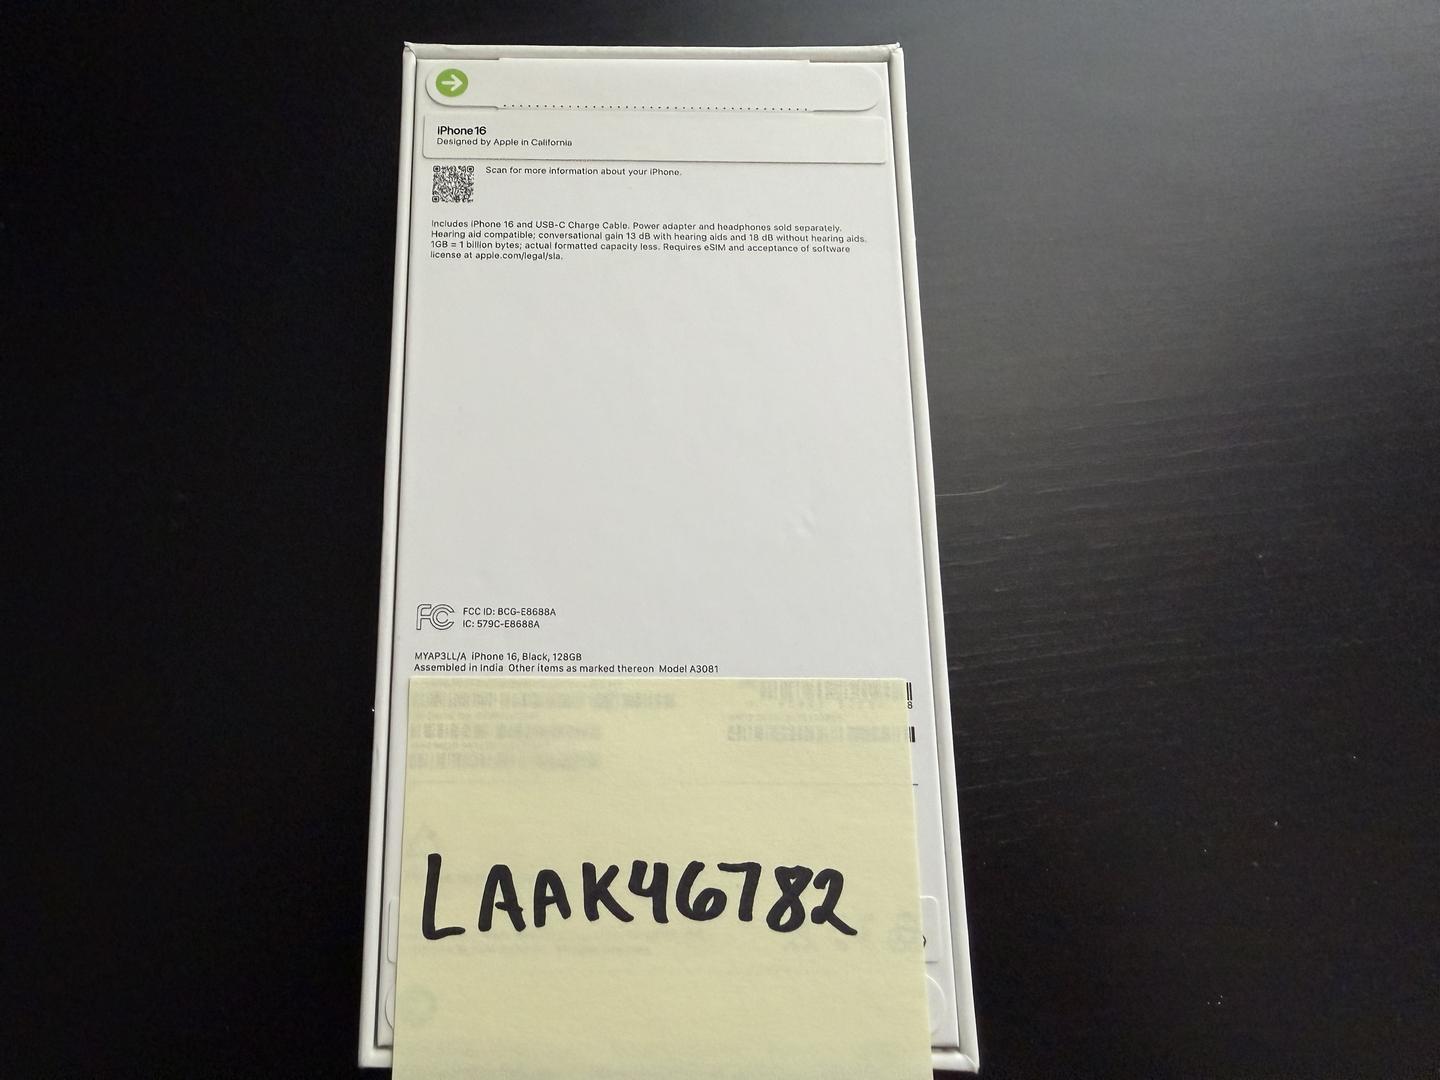 iPhone 16
Designed by Apple in California
Scan for more information about your iPhone.
Includes iPhone 16 and USB-C Charge Cable. Power adapter and headphones sold separately.
Hearing aid compatible; conversational gain 13 dB with hearing aids and 18 dB without hearing aids.
1GB = 1 billion bytes; actual formatted capacity less. Requires eSIM and acceptance of software
license at apple.com/legal/sla.
FC
FCC ID: BCG-E8688A
IC: 579C-E8688A
MYAP3LL/A iPhone 16, Black, 128GB
Assembled in India Other items as marked thereon Model A3081
8
LAAK46782